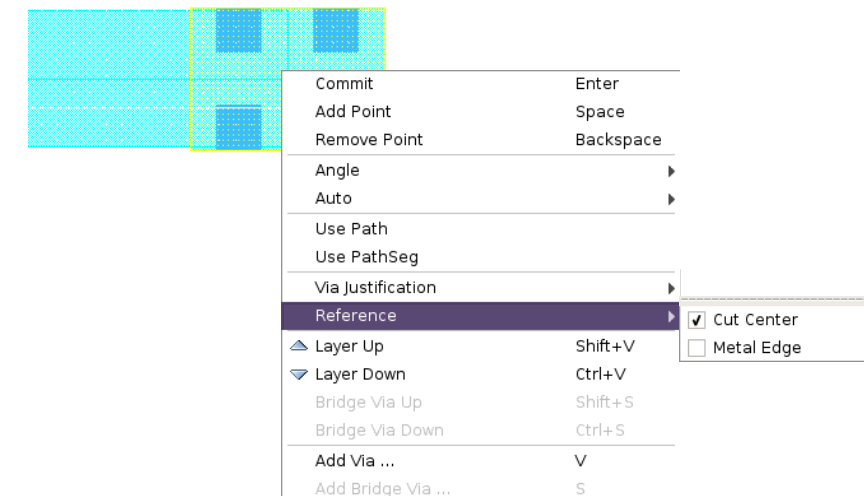 Commit Enter
Add Point Space
Remove Point Backspace
Angle
Auto
Use Path
Use PathSeg
Via Justification
Reference
Cut Center
Layer Up Shift+V
Metal Edge
Layer Down Ctrl+V
Bridge Via Up Shift+S
Bridge Via Down Ctrl+S
Add Via ... V
Add Bridge Via ... S